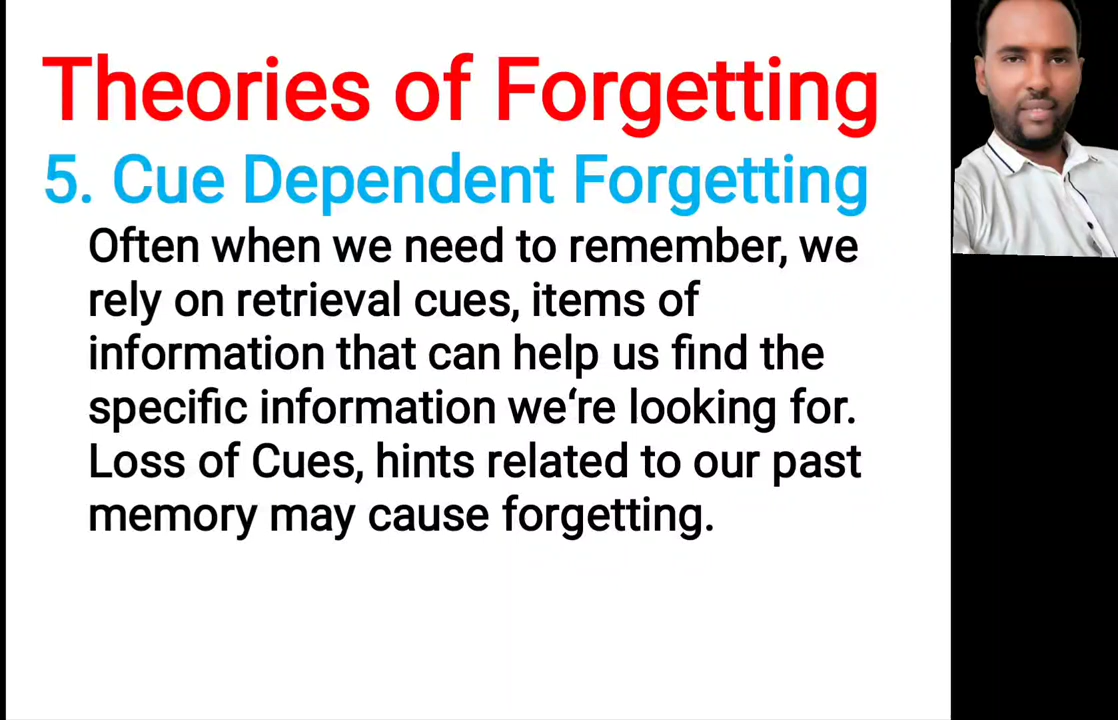 Theories of Forgetting
5. Cue Dependent Forgetting
Often when we need to remember, we
rely on retrieval cues, items of
information that can help us find the
specific information we‘re looking for.
Loss of Cues, hints related to our past
memory may cause forgetting.